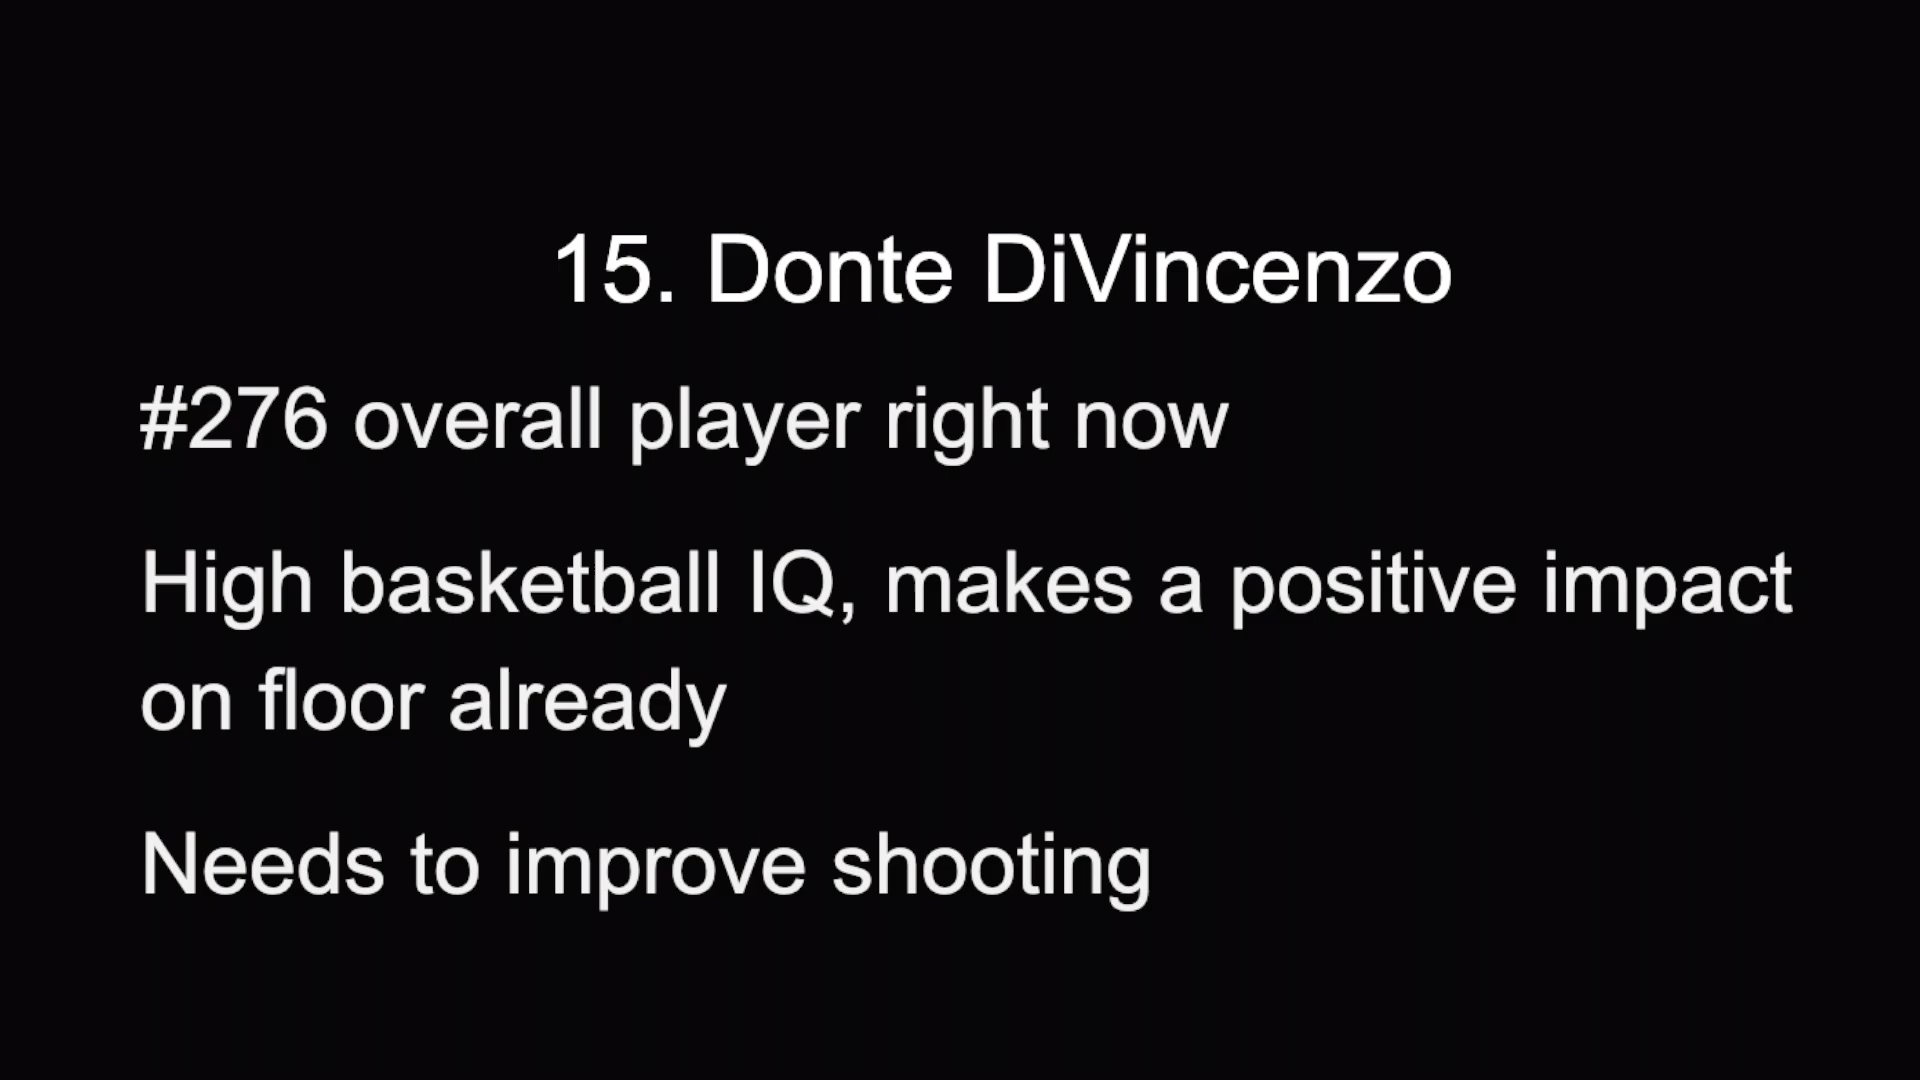 15. Donte DiVincenzo
#276 overall player right now
High basketball IQ, makes a positive impact
on floor already
Needs to improve shooting